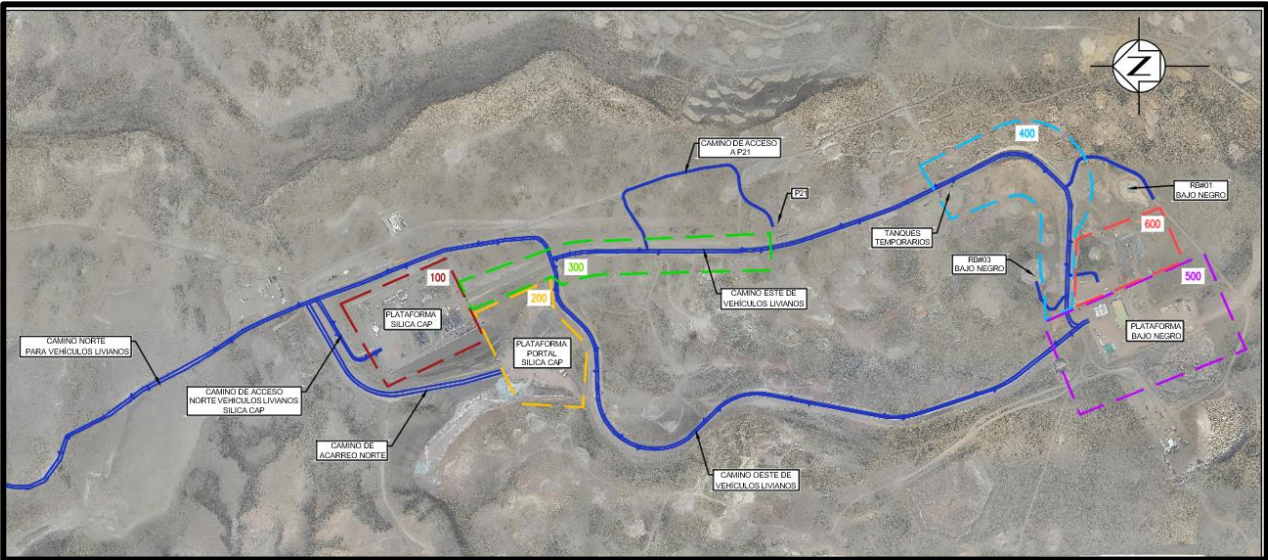 N
CAMINO DE ACCESO
A P21
400
P21
RB#01
BAJO NEGRO
TANQUES
TEMPORARIOS
600
RB#03
BAJO NEGRO
300
100
500
200
CAMINO ESTE DE
VEHÍCULOS LIVIANOS
PLATAFORMA
SILICA CAP
PLATAFORMA
BAJO NEGRO
CAMINO NORTE
PARA VEHÍCULOS LIVIANOS
PLATAFORMA
PORTAL
SILICA CAP
CAMINO DE ACCESO
NORTE VEHICULOS LIVIANOS
SILICA CAP
CAMINO DE
ACARREO NORTE
CAMINO OESTE DE
VEHÍCULOS LIVIANOS